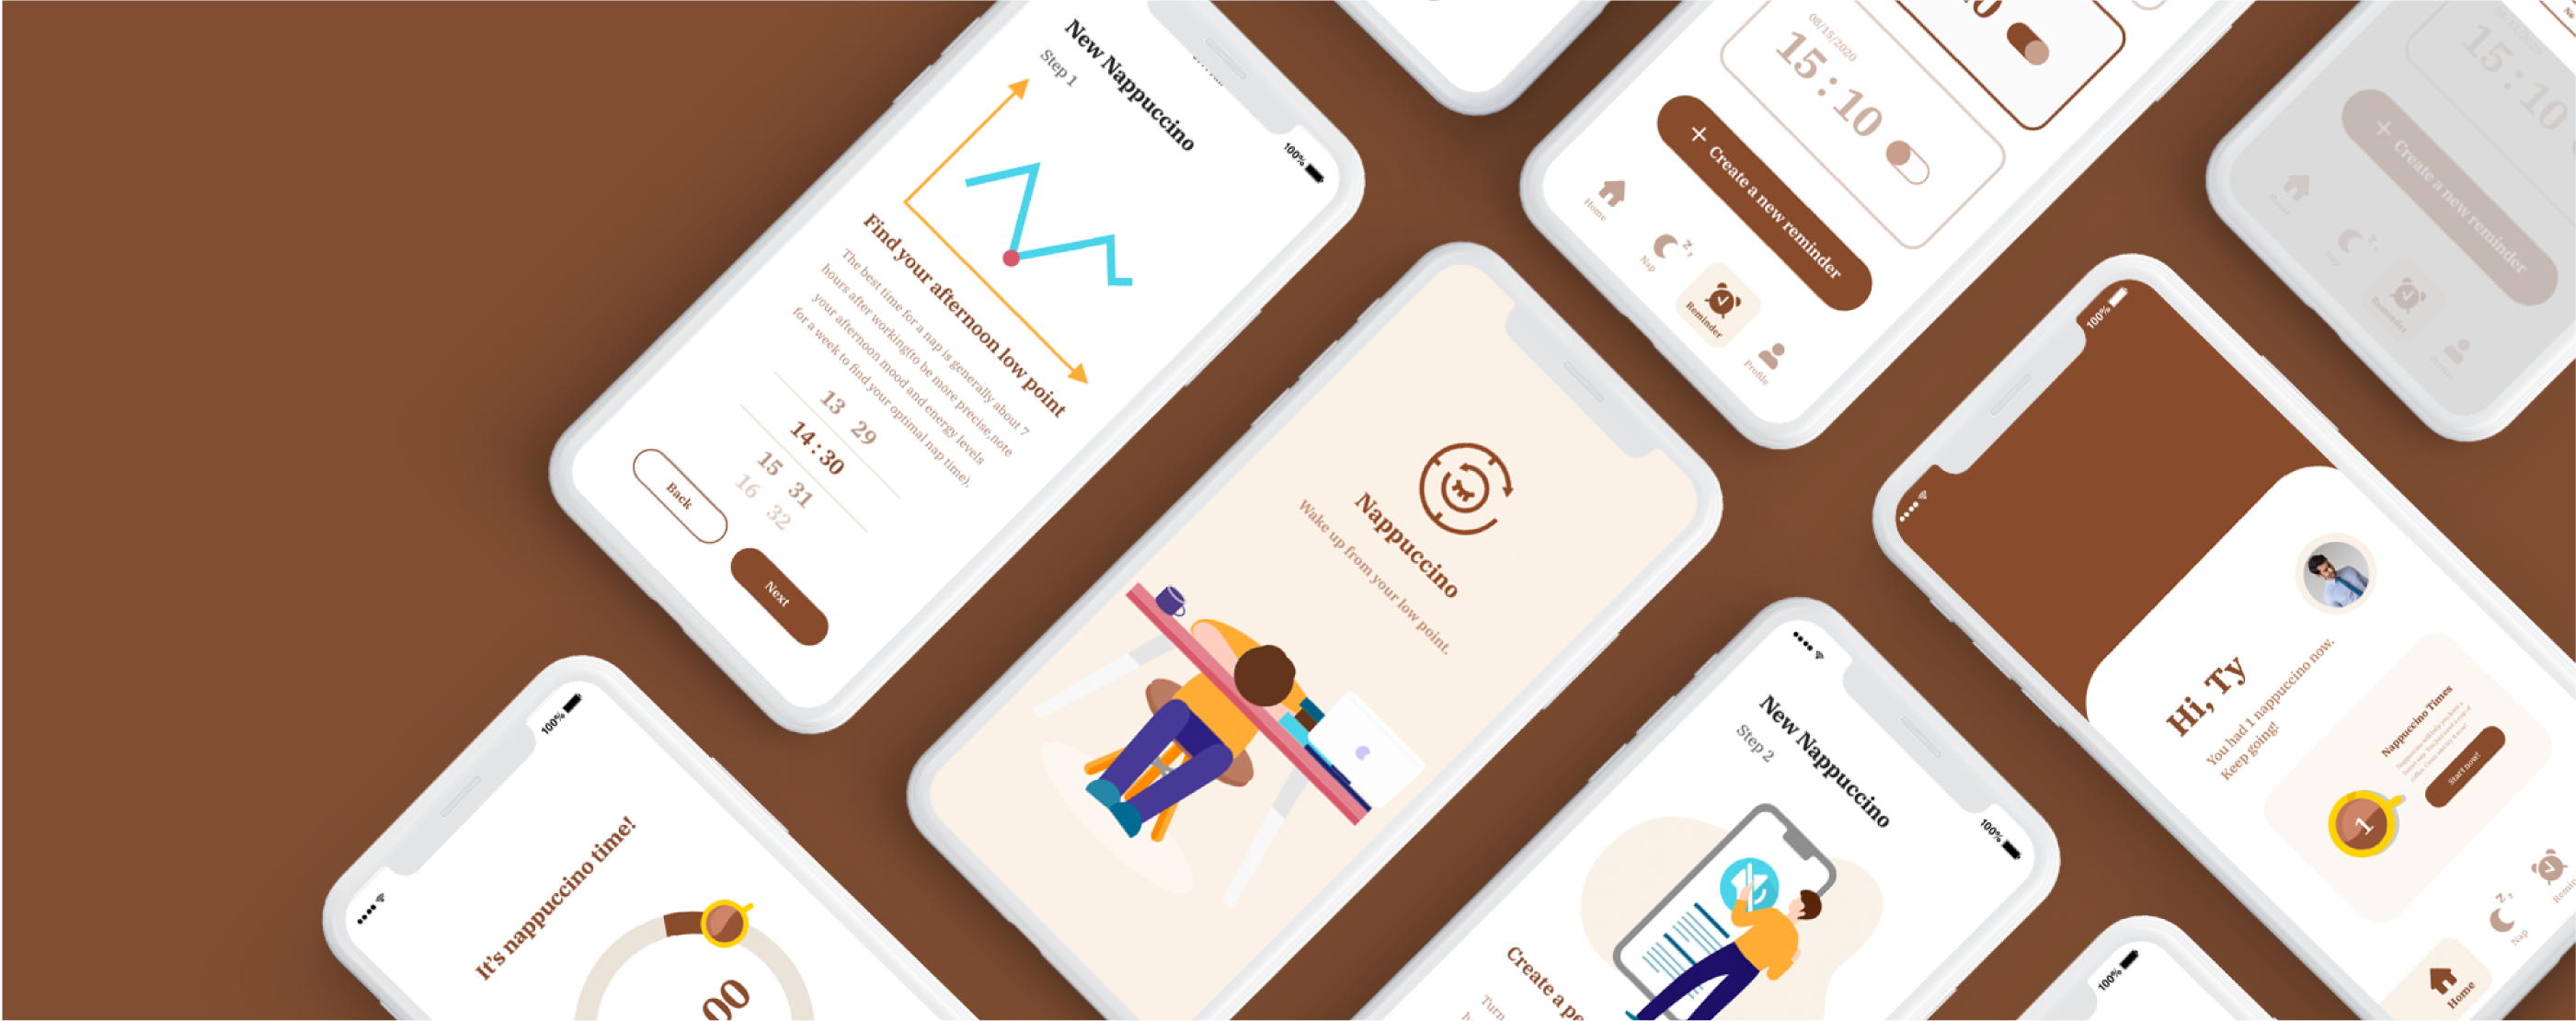 New Nappuccino
Step 1
100%
Find your afternoon low point
The best time for a nap is generally about 7
hours after working(to be more precise,note
your afternoon mood and energy levels
for a week to find your optimal nap time).
13 29
14:30
15 31
16 32
Back
Next
100%
It's nappuccino time!
00
Nappuccino
Wake up from your low point.
08/15/2020
15:10
+ Create a new reminder
Home
Nap
Reminder
Profile
100%
New Nappuccino
Step 2
Create a pe
Turn
100%
Hi, Ty
You had 1 nappuccino now.
Keep going!
Nappuccino Times
Start now!
1
Home
Nap
Remin
15:10
+ Create a new reminder
Nap
Reminder
Profile
100%